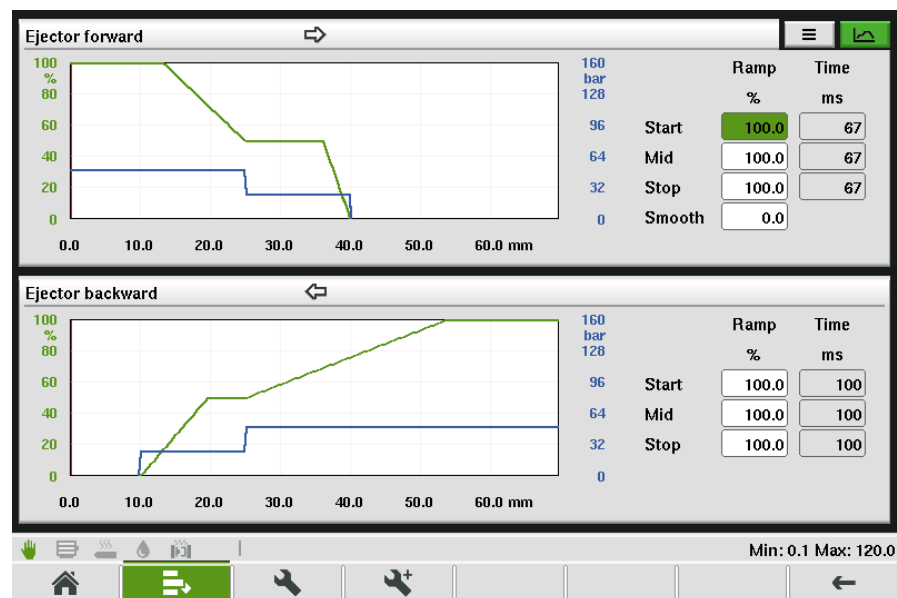 Ejector forward
100 160 Ramp Time
% bar
80 128 % ms
60 96 Start 100.0 67
40 64 Mid 100.0 67
20 32 Stop 100.0 67
0 0 Smooth 0.0
0.0 10.0 20.0 30.0 40.0 50.0 60.0 mm
Ejector backward
100 160 Ramp Time
% bar
80 128 % ms
60 96 Start 100.0 100
40 64 Mid 100.0 100
20 32 Stop 100.0 100
0 0
0.0 10.0 20.0 30.0 40.0 50.0 60.0 mm
Min: 0.1 Max: 120.0